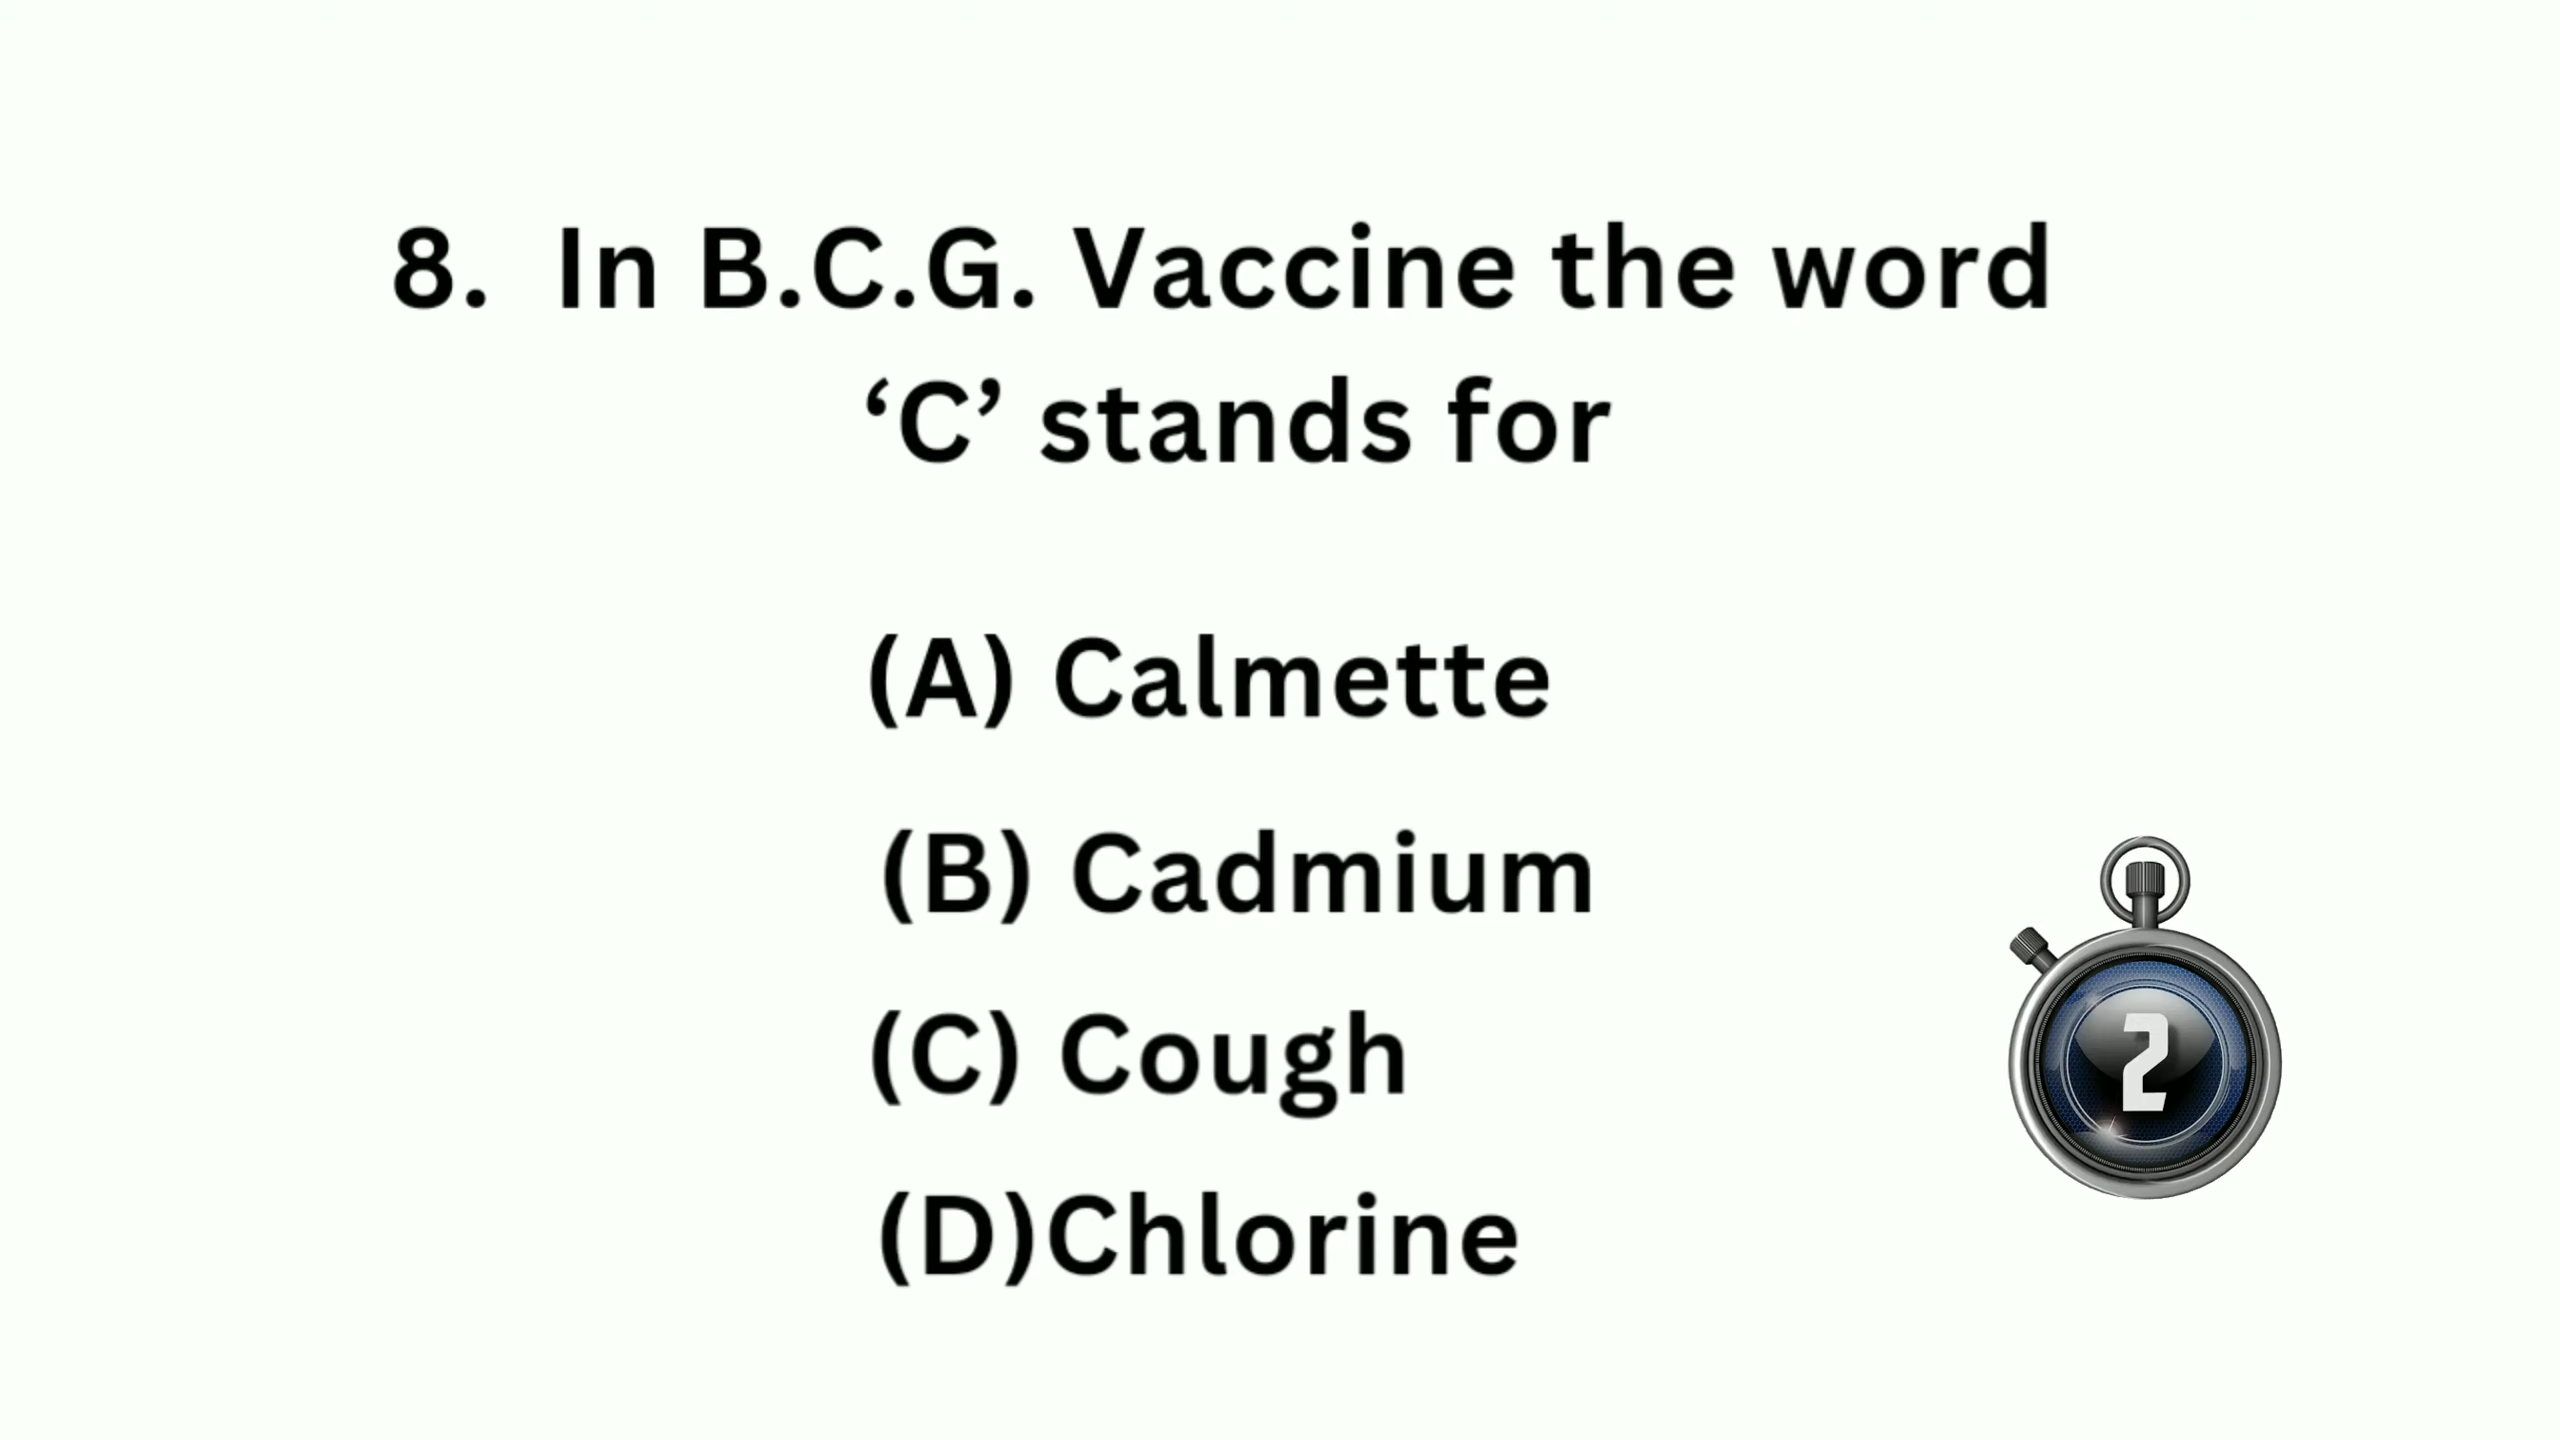 8. In B.C.G. Vaccine the word
‘C’ stands for
(A) Calmette
(B) Cadmium
(C) Cough
(D)Chlorine
2